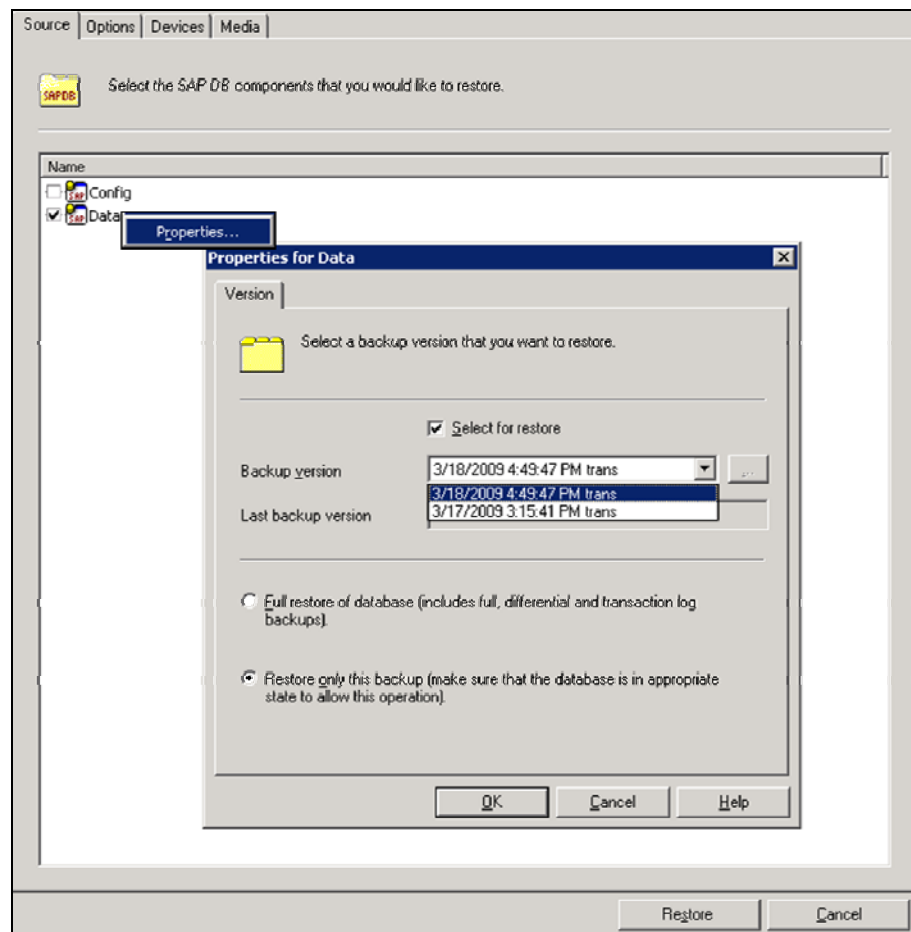 Source Options Devices Media
SAPDB
Select the SAP DB components that you would like to restore.
Name
SAP Config
SAP Data
Properties...
Properties for Data
Version
Select a backup version that you want to restore.
Select for restore
Backup version 3/18/2009 4:49:47 PM trans ...
3/18/2009 4:49:47 PM trans
3/17/2009 3:15:41 PM trans
Last backup version
Full restore of database (includes full, differential and transaction log
backups).
Restore only this backup (make sure that the database is in appropriate
state to allow this operation).
OK Cancel Help
Restore Cancel